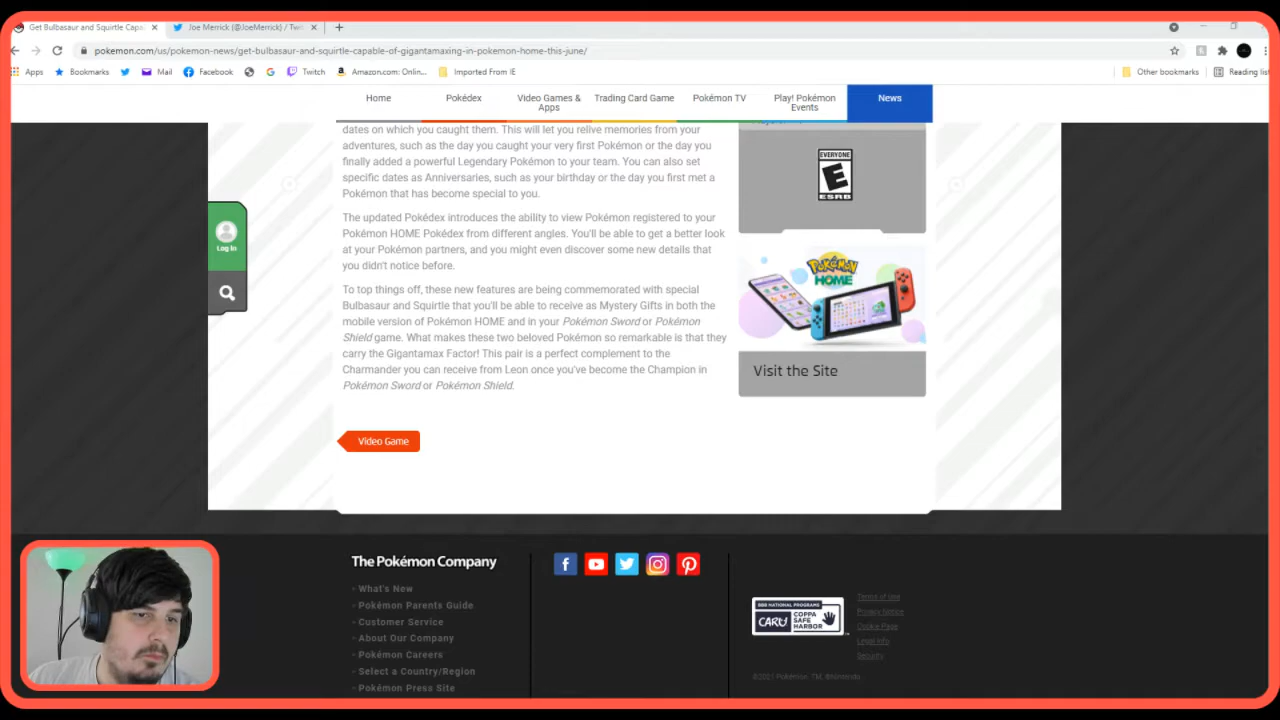 Get Bulbasaur and Squirtle Capa
Joe Merrick (@JoeMerrick) / Twit
pokemon.com/us/pokemon-news/get-bulbasaur-and-squirtle-capable-of-gigantamaxing-in-pokemon-home-this-june/
Apps
Bookmarks
Mail
Facebook
Twitch
Amazon.com: Onlin...
Imported From IE
Other bookmarks
Reading list
Home
Pokédex
Video Games &
Apps
Trading Card Game
Pokémon TV
Play! Pokémon
Events
News
dates on which you caught them. This will let you relive memories from your
adventures, such as the day you caught your very first Pokémon or the day you
finally added a powerful Legendary Pokémon to your team. You can also set
specific dates as Anniversaries, such as your birthday or the day you first met a
Pokémon that has become special to you.
The updated Pokédex introduces the ability to view Pokémon registered to your
Pokémon HOME Pokédex from different angles. You'll be able to get a better look
at your Pokémon partners, and you might even discover some new details that
you didn't notice before.
To top things off, these new features are being commemorated with special
Bulbasaur and Squirtle that you'll be able to receive as Mystery Gifts in both the
mobile version of Pokémon HOME and in your Pokémon Sword or Pokémon
Shield game. What makes these two beloved Pokémon so remarkable is that they
carry the Gigantamax Factor! This pair is a perfect complement to the
Charmander you can receive from Leon once you've become the Champion in
Pokémon Sword or Pokémon Shield.
Video Game
Log In
EVERYONE
E
ESRB
POKÉMON
HOME
Visit the Site
The Pokémon Company
What's New
Pokémon Parents Guide
Customer Service
About Our Company
Pokémon Careers
Select a Country/Region
Pokémon Press Site
BBB NATIONAL PROGRAMS
CARU
COPPA
SAFE
HARBOR
Terms of Use
Privacy Notice
Cookie Page
Legal Info
Security
©2021 Pokémon. TM, ®Nintendo.